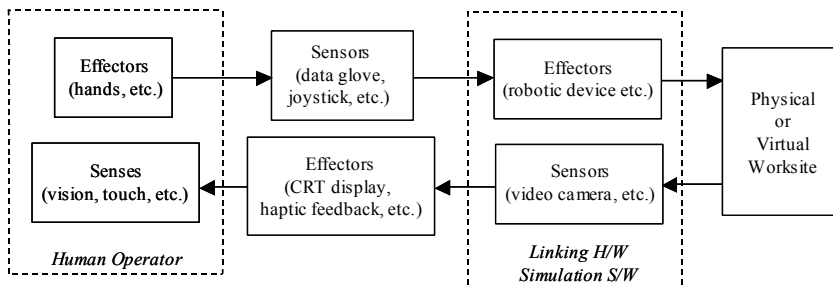 Effectors
(hands, etc.)
Sensors
(data glove,
joystick, etc.)
Effectors
(robotic device etc.)
Physical
or
Virtual
Worksite
Senses
(vision, touch, etc.)
Effectors
(CRT display,
haptic feedback, etc.)
Sensors
(video camera, etc.)
Human Operator
Linking H/W
Simulation S/W